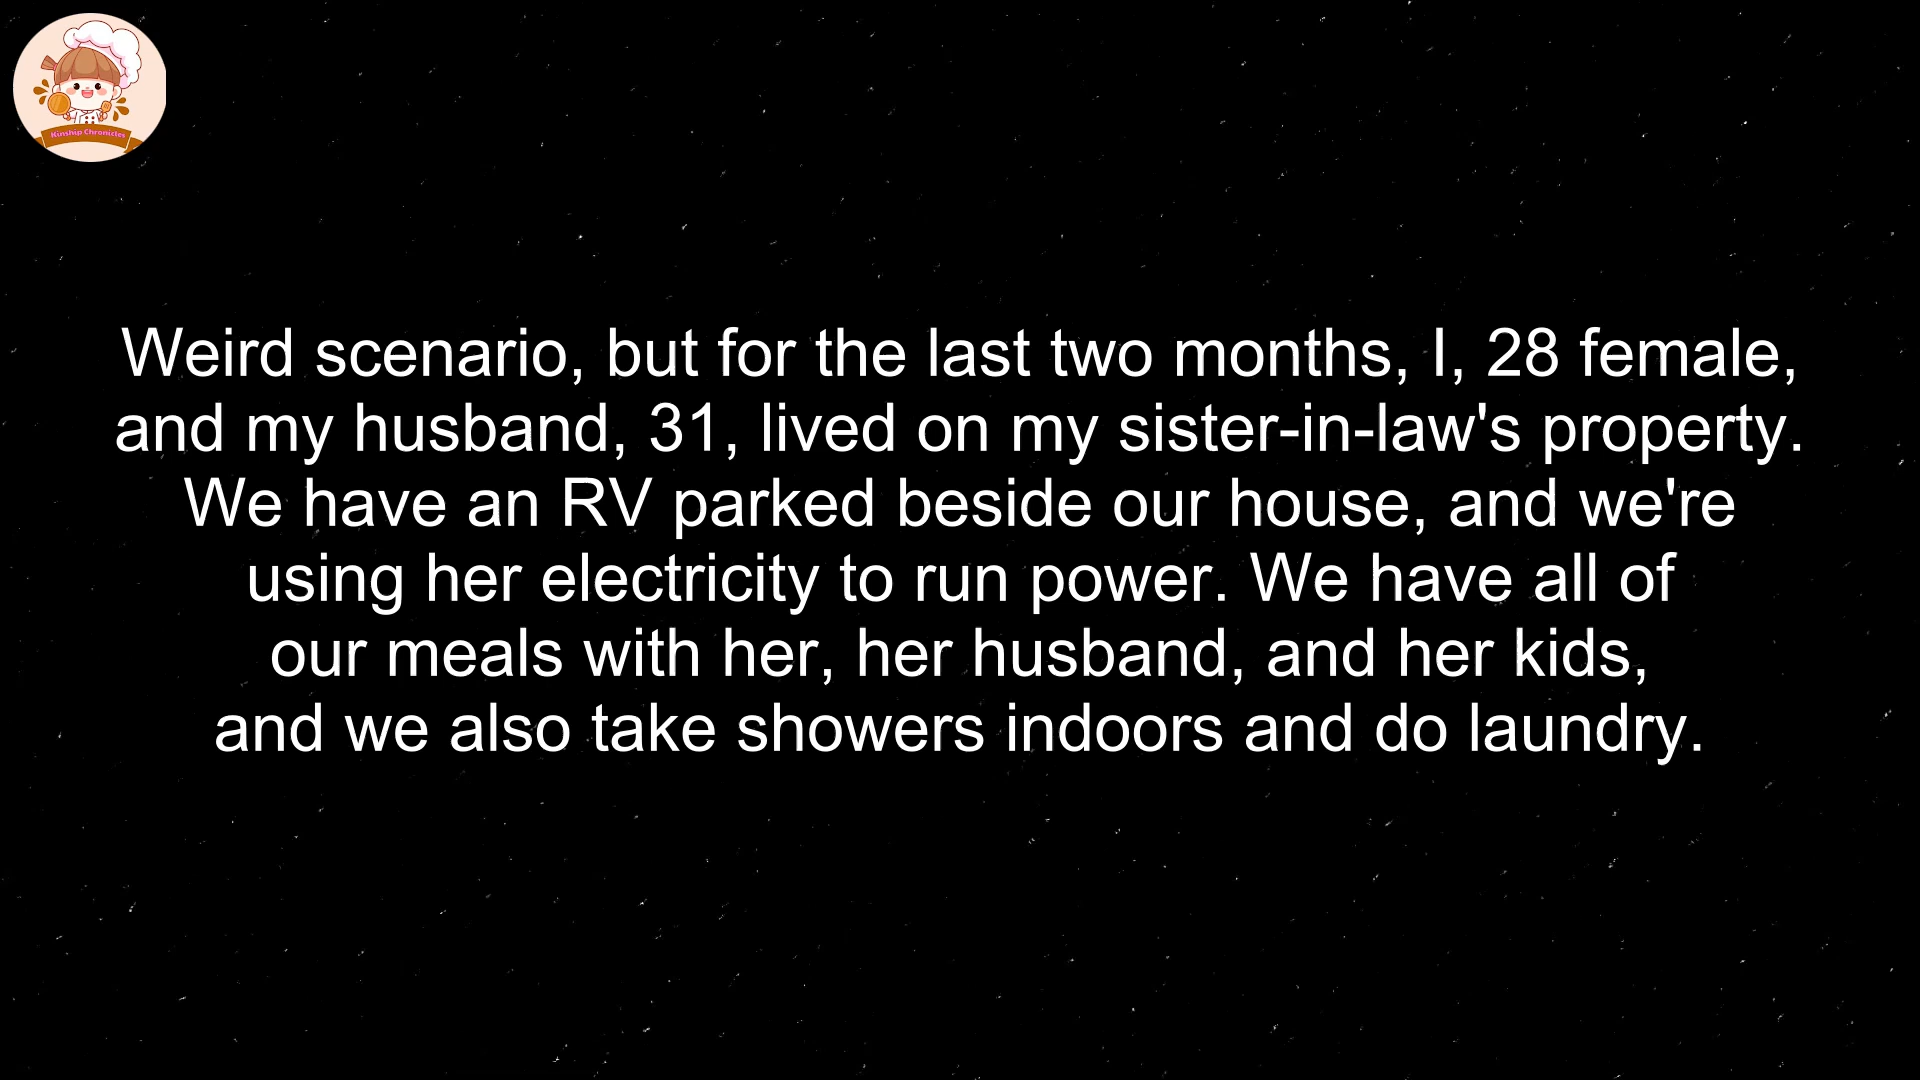 Kinship Chronicles
Weird scenario, but for the last two months, I, 28 female,
and my husband, 31, lived on my sister-in-law's property.
We have an RV parked beside our house, and we're
using her electricity to run power. We have all of
our meals with her, her husband, and her kids,
and we also take showers indoors and do laundry.